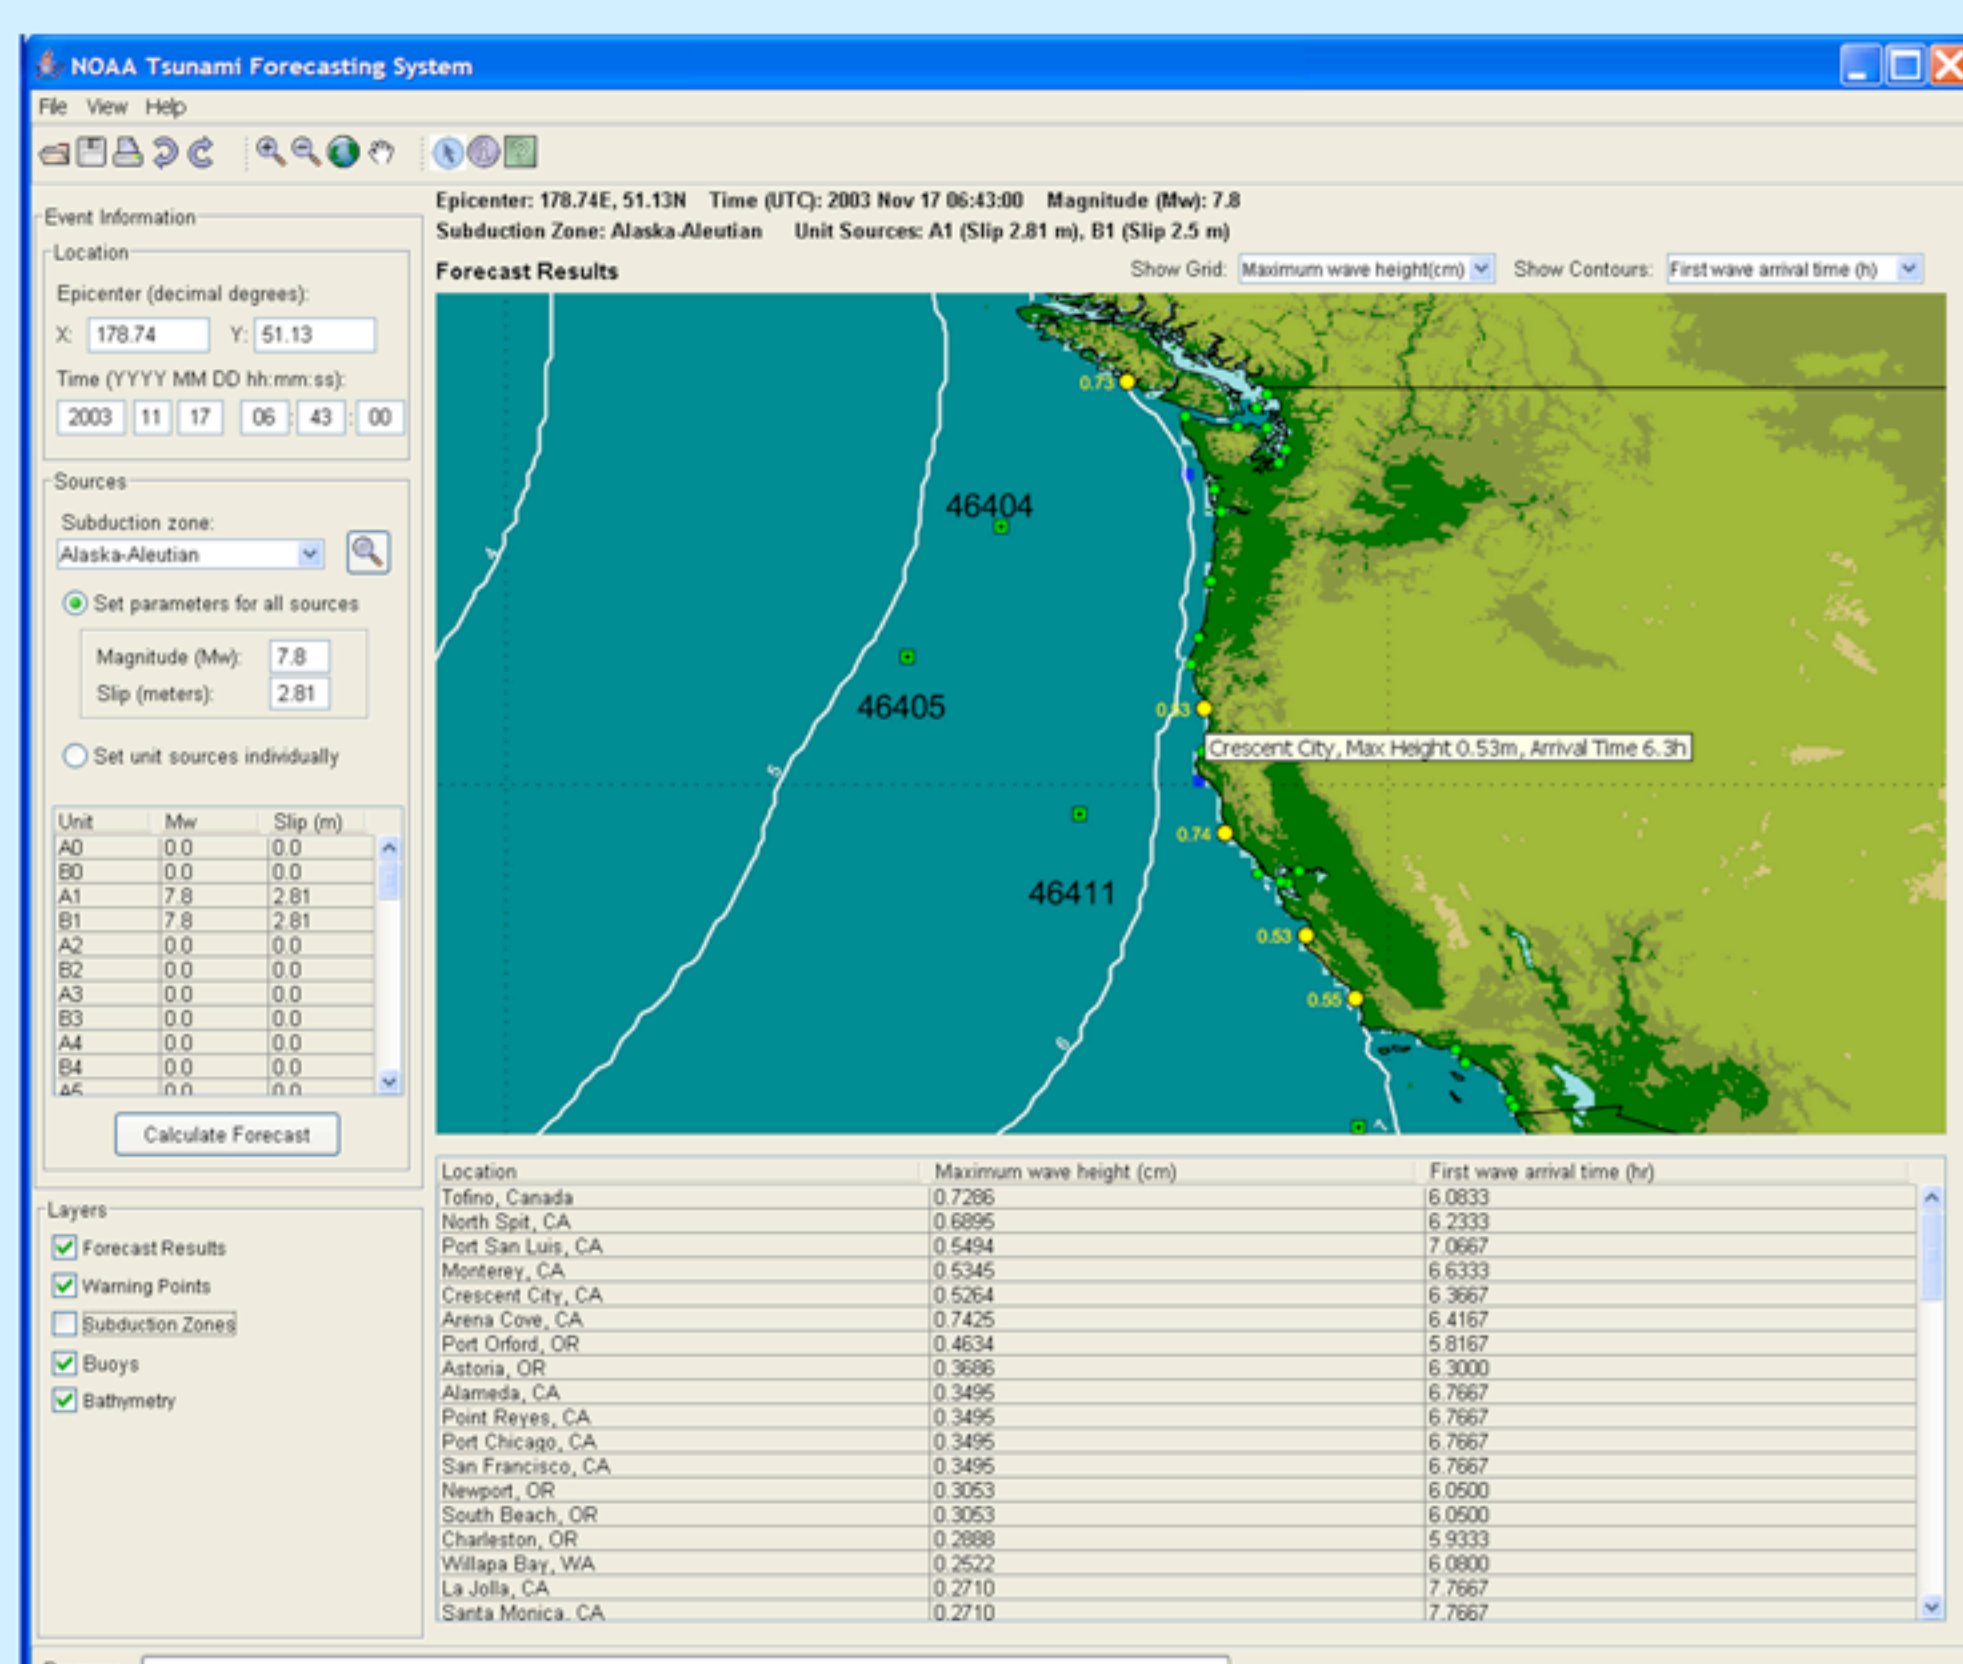 NOAA Tsunami Forecasting System
File View Help
Event Information
Location
Epicenter (decimal degrees):
X: 178.74 Y: 51.13
Time (YYYY MM DD hh:mm:ss):
2003 11 17 06 : 43 : 00
Sources
Subduction zone:
Alaska-Aleutian
Set parameters for all sources
Magnitude (Mw): 7.8
Slip (meters): 2.81
Set unit sources individually
Unit Mw Slip (m)
A0 0.0 0.0
B0 0.0 0.0
A1 7.8 2.81
B1 7.8 2.81
A2 0.0 0.0
B2 0.0 0.0
A3 0.0 0.0
B3 0.0 0.0
A4 0.0 0.0
B4 0.0 0.0
A5 0.0 0.0
Calculate Forecast
Layers
Forecast Results
Warning Points
Subduction Zones
Buoys
Bathymetry
Epicenter: 178.74E, 51.13N Time (UTC): 2003 Nov 17 06:43:00 Magnitude (Mw): 7.8
Subduction Zone: Alaska-Aleutian Unit Sources: A1 (Slip 2.81 m), B1 (Slip 2.5 m)
Forecast Results Show Grid: Maximum wave height(cm) Show Contours: First wave arrival time (h)
0.73
46404
4
46405
0.53
Crescent City, Max Height 0.53m, Arrival Time 6.3h
5
0.74
46411
0.53
0.55
6
7
Location Maximum wave height (cm) First wave arrival time (hr)
Tofino, Canada 0.7286 6.0833
North Spit, CA 0.6895 6.2333
Port San Luis, CA 0.5494 7.0667
Monterey, CA 0.5345 6.6333
Crescent City, CA 0.5264 6.3667
Arena Cove, CA 0.7425 6.4167
Port Orford, OR 0.4634 5.8167
Astoria, OR 0.3686 6.3000
Alameda, CA 0.3495 6.7667
Point Reyes, CA 0.3495 6.7667
Port Chicago, CA 0.3495 6.7667
San Francisco, CA 0.3495 6.7667
Newport, OR 0.3053 6.0500
South Beach, OR 0.3053 6.0500
Charleston, OR 0.2888 5.9333
Willapa Bay, WA 0.2522 6.0800
La Jolla, CA 0.2710 7.7667
Santa Monica, CA 0.2710 7.7667